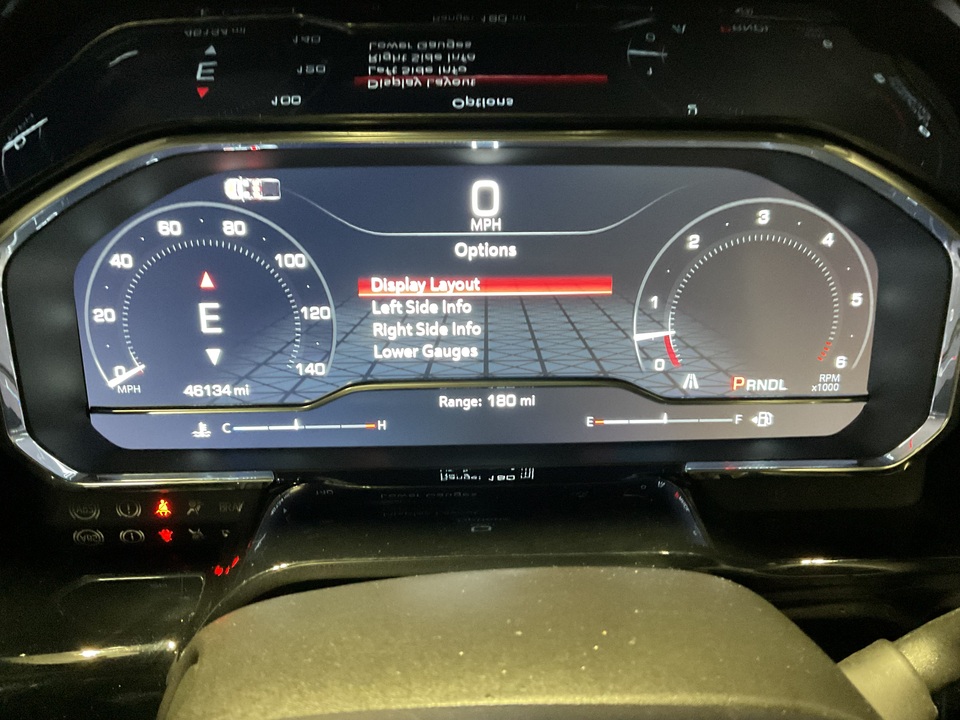 0
MPH
Options
Display Layout
Left Side Info
Right Side Info
Lower Gauges
0
20
40
60
80
100
120
140
MPH
E
46134 mi
0
1
2
3
4
5
6
RPM
x1000
PRNDL
Range: 180 mi
C H
E F